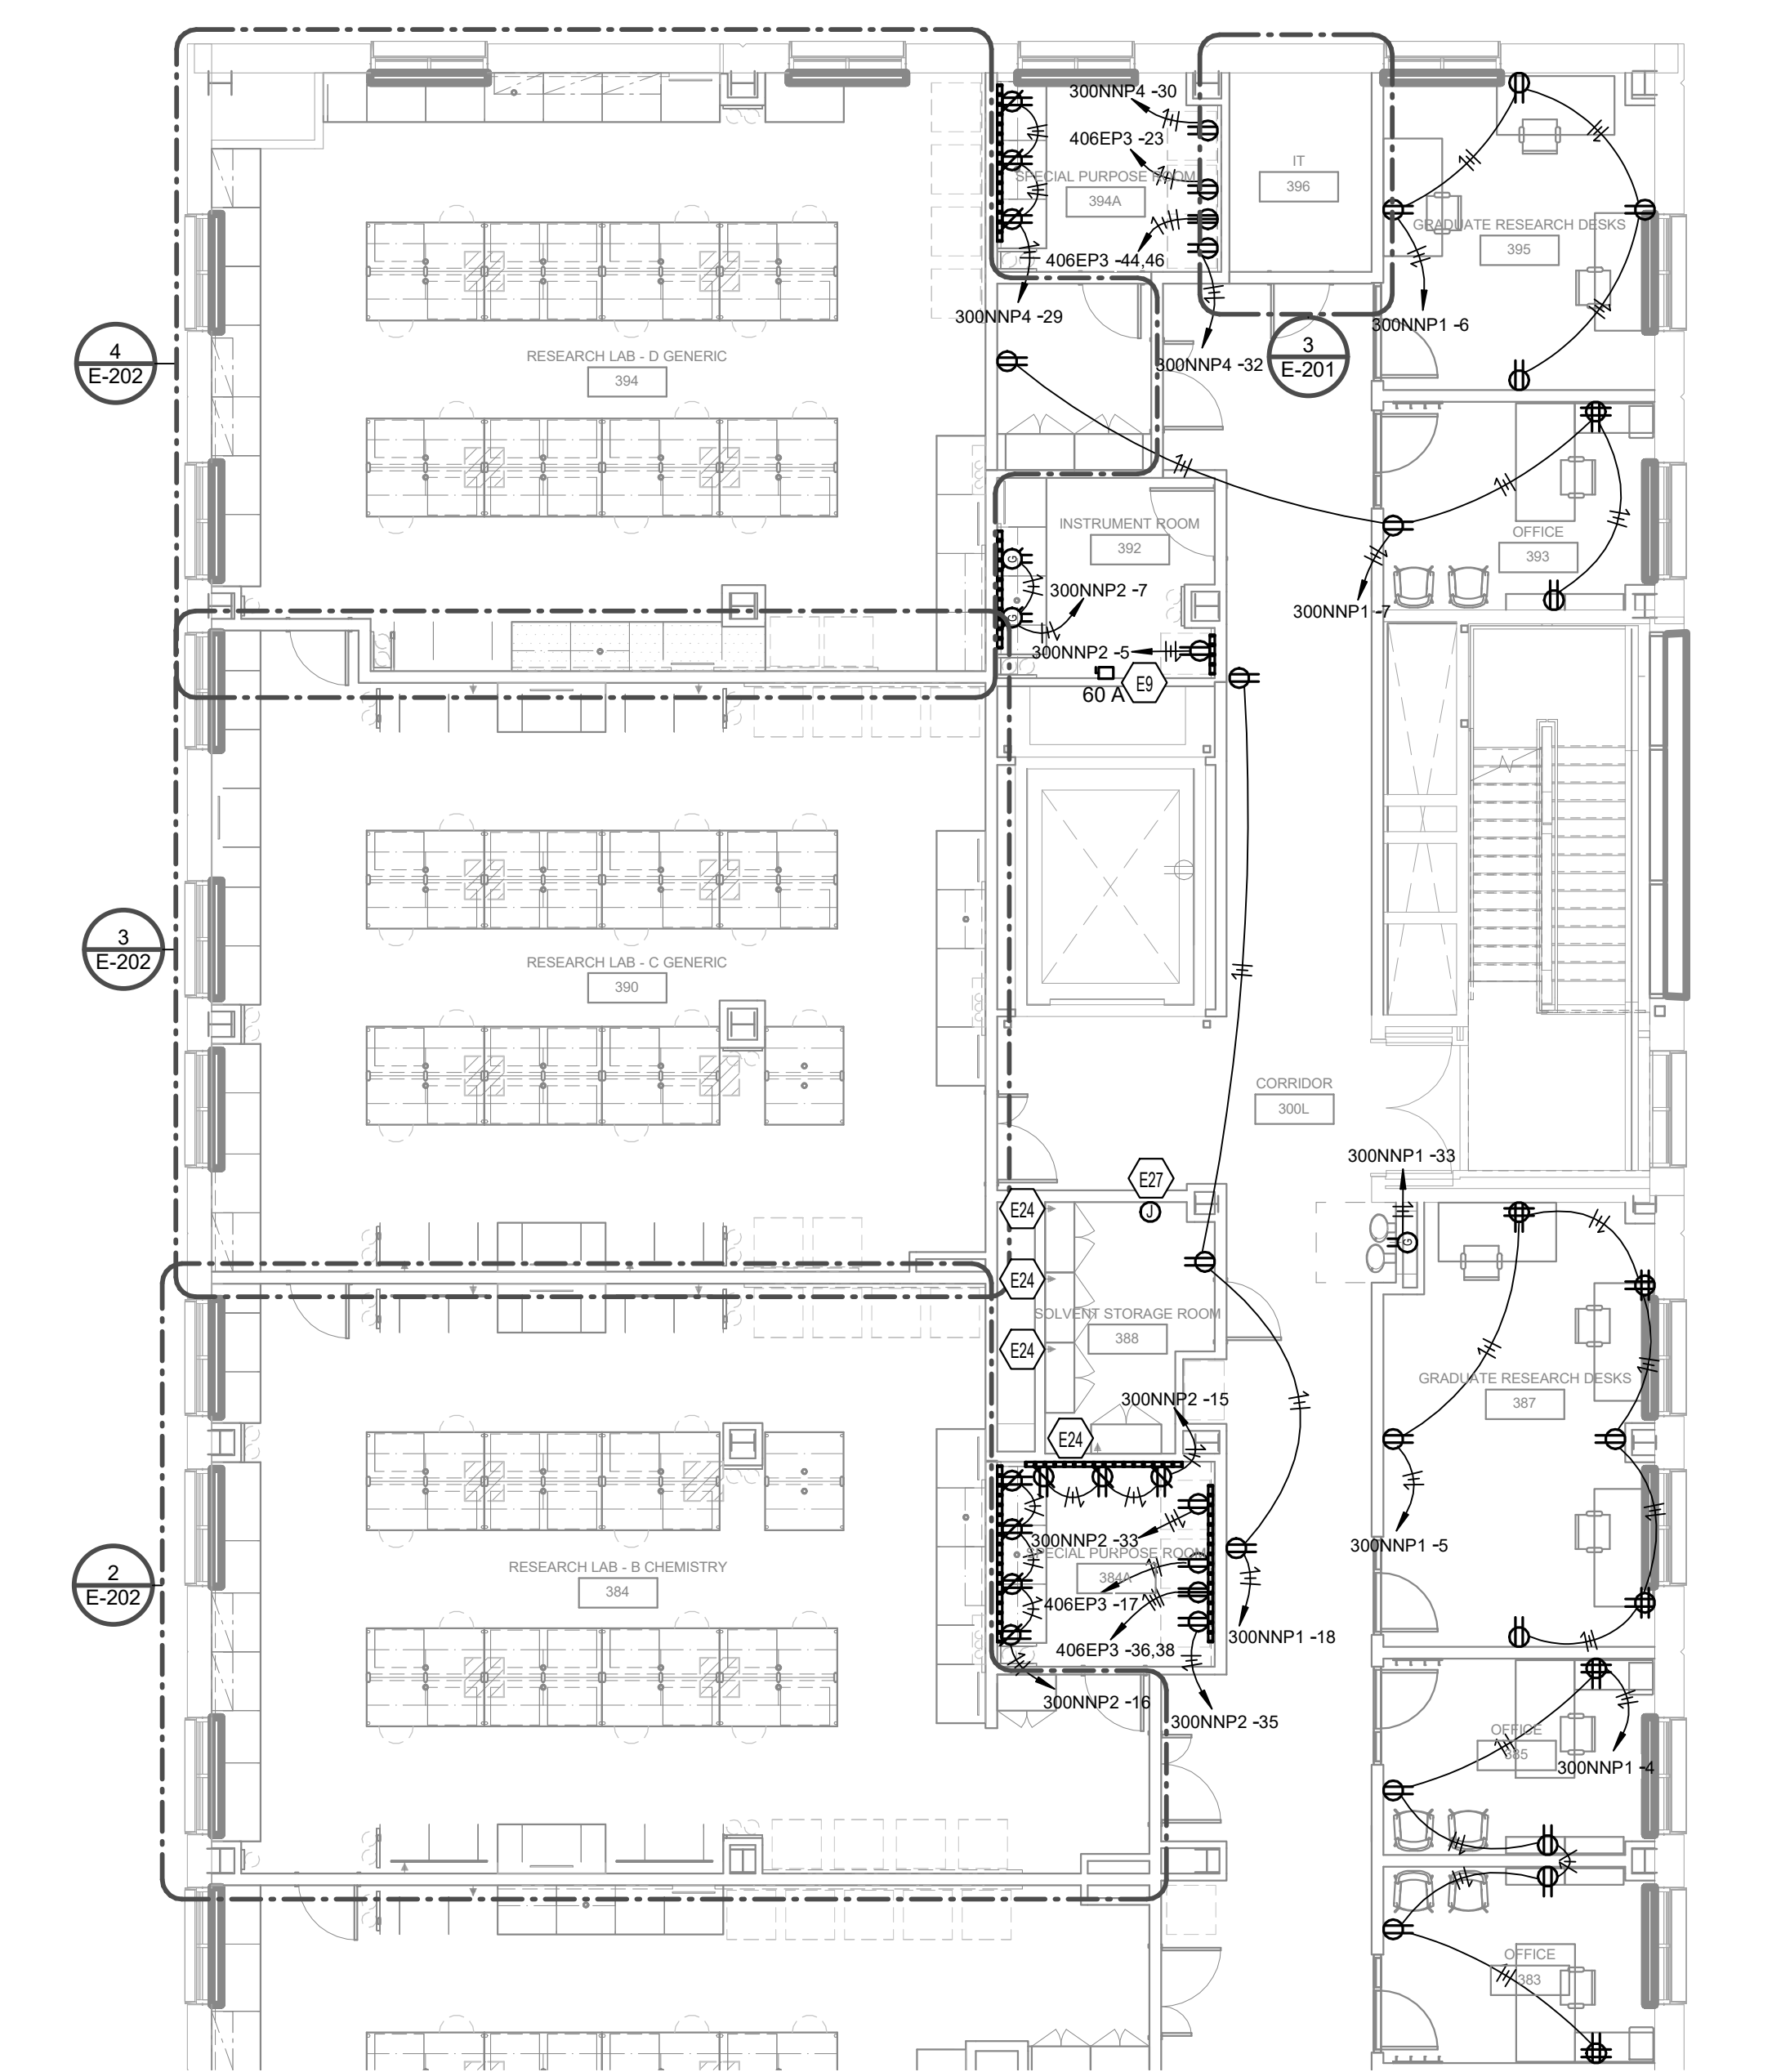 300NNP4 -30
406EP3 -23
SPECIAL PURPOSE ROOM
394A
IT
396
GRADUATE RESEARCH DESKS
395
406EP3 -44,46
300NNP4 -29
300NNP1 -6
4
E-202
RESEARCH LAB - D GENERIC
394
300NNP4 -32
3
E-201
INSTRUMENT ROOM
392
OFFICE
393
G
300NNP2 -7
G
300NNP1 -7
300NNP2 -5
60 A
E9
3
E-202
RESEARCH LAB - C GENERIC
390
CORRIDOR
300L
300NNP1 -33
E27
J
E24
G
E24
SOLVENT STORAGE ROOM
388
E24
GRADUATE RESEARCH DESKS
387
300NNP2 -15
E24
300NNP2 -33
300NNP1 -5
SPECIAL PURPOSE ROOM
384A
2
E-202
RESEARCH LAB - B CHEMISTRY
384
406EP3 -17
406EP3 -36,38
300NNP1 -18
300NNP2 -16
300NNP2 -35
OFFICE
385
300NNP1 -4
OFFICE
383